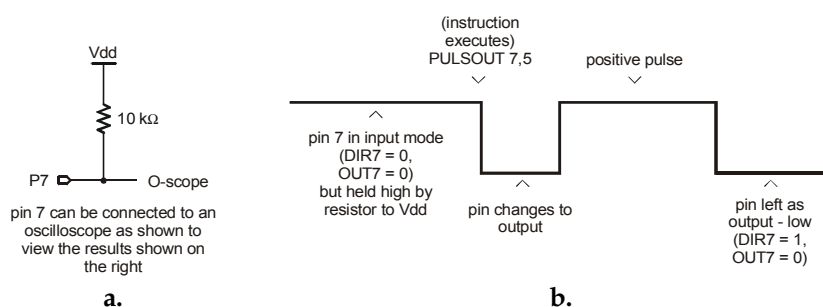 Vdd
10 kΩ
P7
O-scope
pin 7 can be connected to an
oscilloscope as shown to
view the results shown on
the right
a.
(instruction
executes)
PULSOUT 7,5
positive pulse
pin 7 in input mode
(DIR7 = 0,
OUT7 = 0)
but held high by
resistor to Vdd
pin changes to
output
pin left as
output - low
(DIR7 = 1,
OUT7 = 0)
b.